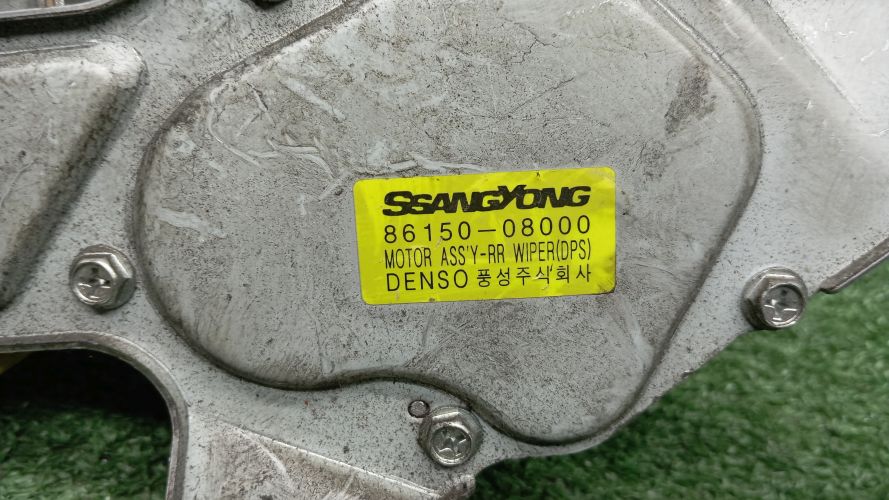 SSANGYONG
86150-08000
MOTOR ASS'Y-RR WIPER(DPS)
DENSO 풍성주식회사